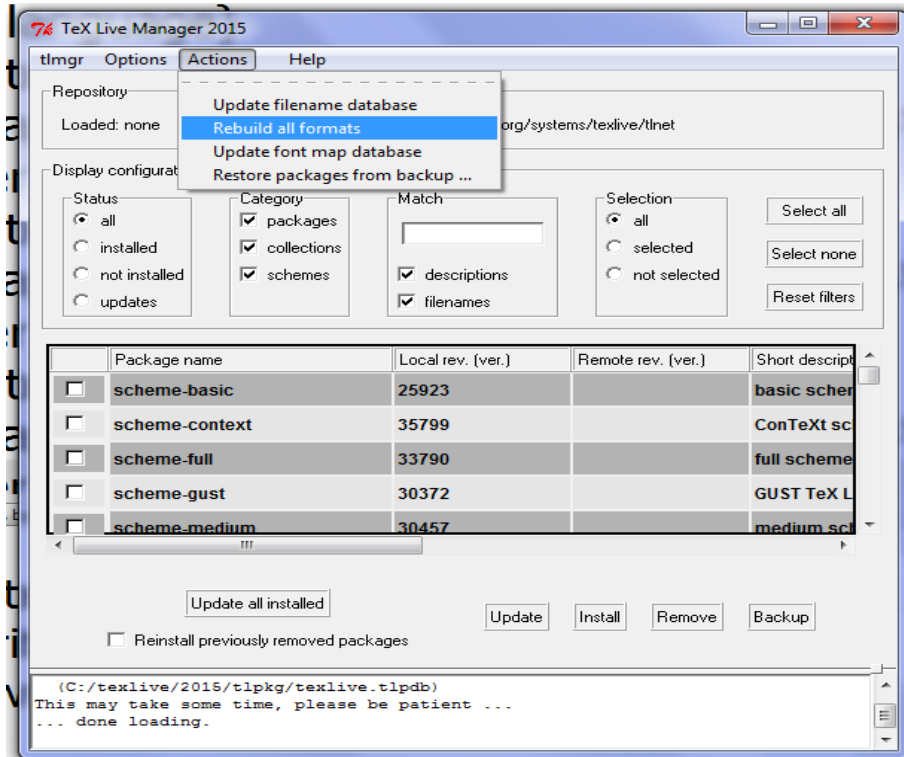 TeX Live Manager 2015
tlmgr Options Actions Help
Repository
Update filename database
Loaded: none Rebuild all formats org/systems/texlive/tlnet
Update font map database
Display configurat Restore packages from backup ...
Status Category Match Selection
all packages all Select all
installed collections selected Select none
not installed schemes descriptions not selected
updates filenames Reset filters
Package name Local rev. (ver.) Remote rev. (ver.) Short descript
scheme-basic 25923 basic schem
scheme-context 35799 ConTeXt sc
scheme-full 33790 full scheme
scheme-gust 30372 GUST TeX L
scheme-medium 30457 medium sch
Update all installed
Update Install Remove Backup
Reinstall previously removed packages
(C:/texlive/2015/tlpkg/texlive.tlpdb)
This may take some time, please be patient ...
... done loading.